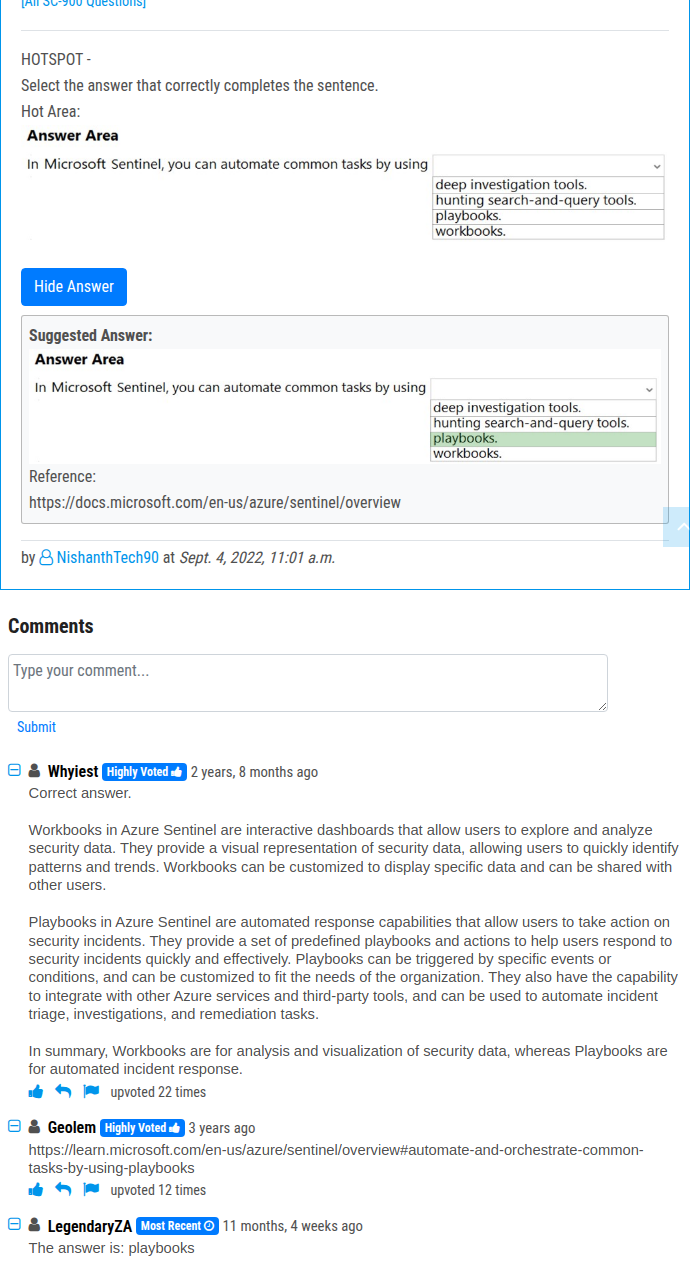 [All SC-900 Questions]
HOTSPOT -
Select the answer that correctly completes the sentence.
Hot Area:
Answer Area
In Microsoft Sentinel, you can automate common tasks by using
deep investigation tools.
hunting search-and-query tools.
playbooks.
workbooks.
Hide Answer
Suggested Answer:
Answer Area
In Microsoft Sentinel, you can automate common tasks by using
deep investigation tools.
hunting search-and-query tools.
playbooks.
workbooks.
Reference:
https://docs.microsoft.com/en-us/azure/sentinel/overview
by NishanthTech90 at Sept. 4, 2022, 11:01 a.m.
Comments
Type your comment...
Submit
Whyiest Highly Voted 2 years, 8 months ago
Correct answer.
Workbooks in Azure Sentinel are interactive dashboards that allow users to explore and analyze
security data. They provide a visual representation of security data, allowing users to quickly identify
patterns and trends. Workbooks can be customized to display specific data and can be shared with
other users.
Playbooks in Azure Sentinel are automated response capabilities that allow users to take action on
security incidents. They provide a set of predefined playbooks and actions to help users respond to
security incidents quickly and effectively. Playbooks can be triggered by specific events or
conditions, and can be customized to fit the needs of the organization. They also have the capability
to integrate with other Azure services and third-party tools, and can be used to automate incident
triage, investigations, and remediation tasks.
In summary, Workbooks are for analysis and visualization of security data, whereas Playbooks are
for automated incident response.
upvoted 22 times
Geolem Highly Voted 3 years ago
https://learn.microsoft.com/en-us/azure/sentinel/overview#automate-and-orchestrate-common-
tasks-by-using-playbooks
upvoted 12 times
LegendaryZA Most Recent 11 months, 4 weeks ago
The answer is: playbooks